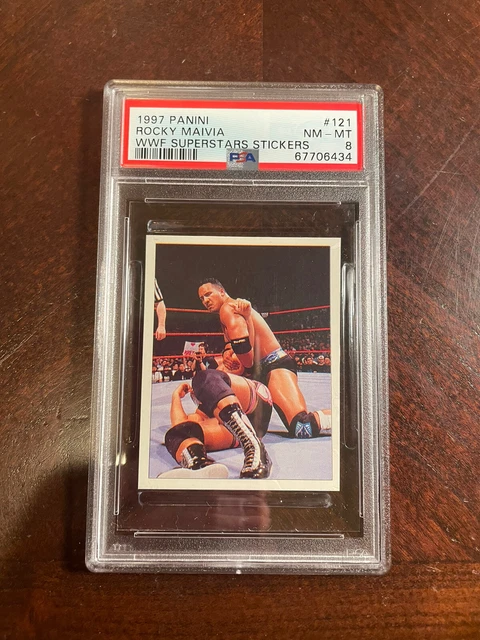 1997 PANINI #121
ROCKY MAIVIA NM - MT
WWF SUPERSTARS STICKERS 8
PSA 67706434